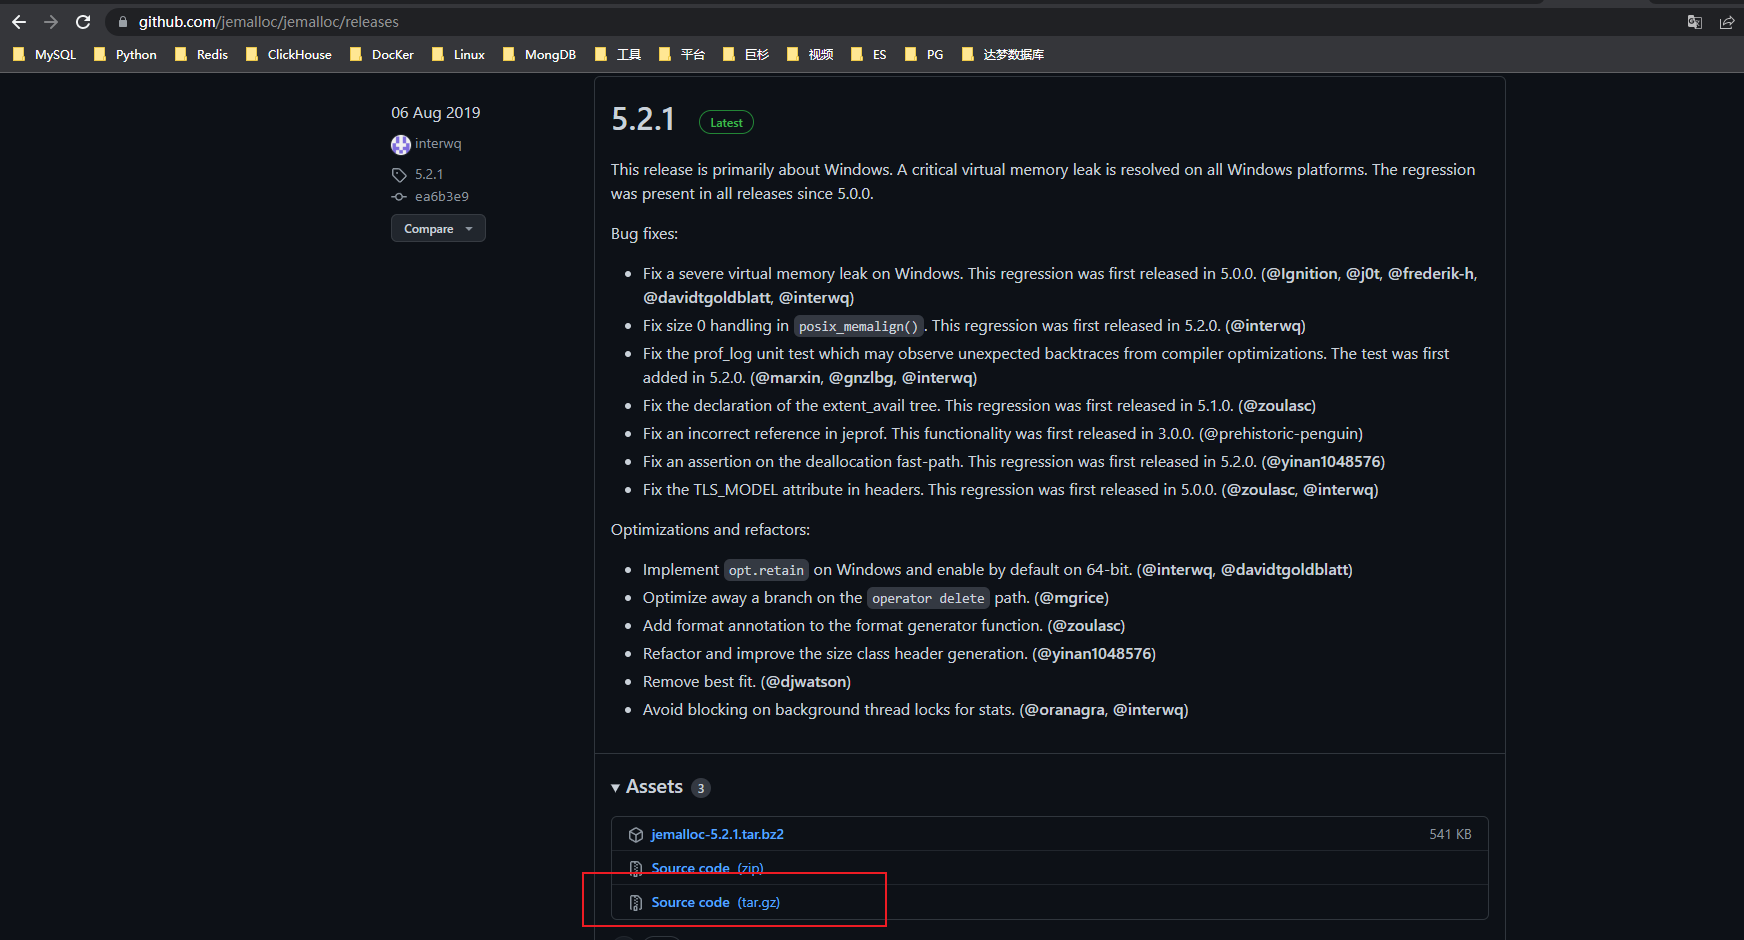 github.com/jemalloc/jemalloc/releases
MySQL Python Redis ClickHouse DocKer Linux MongDB 工具 平台 巨杉 视频 ES PG 达梦数据库
06 Aug 2019
interwq
5.2.1
ea6b3e9
Compare
5.2.1 Latest
This release is primarily about Windows. A critical virtual memory leak is resolved on all Windows platforms. The regression
was present in all releases since 5.0.0.
Bug fixes:
Fix a severe virtual memory leak on Windows. This regression was first released in 5.0.0. (@Ignition, @j0t, @frederik-h,
@davidtgoldblatt, @interwq)
Fix size 0 handling in posix_memalign(). This regression was first released in 5.2.0. (@interwq)
Fix the prof_log unit test which may observe unexpected backtraces from compiler optimizations. The test was first
added in 5.2.0. (@marxin, @gnzlbg, @interwq)
Fix the declaration of the extent_avail tree. This regression was first released in 5.1.0. (@zoulasc)
Fix an incorrect reference in jeprof. This functionality was first released in 3.0.0. (@prehistoric-penguin)
Fix an assertion on the deallocation fast-path. This regression was first released in 5.2.0. (@yinan1048576)
Fix the TLS_MODEL attribute in headers. This regression was first released in 5.0.0. (@zoulasc, @interwq)
Optimizations and refactors:
Implement opt.retain on Windows and enable by default on 64-bit. (@interwq, @davidtgoldblatt)
Optimize away a branch on the operator delete path. (@mgrice)
Add format annotation to the format generator function. (@zoulasc)
Refactor and improve the size class header generation. (@yinan1048576)
Remove best fit. (@djwatson)
Avoid blocking on background thread locks for stats. (@oranagra, @interwq)
Assets 3
jemalloc-5.2.1.tar.bz2 541 KB
Source code (zip)
Source code (tar.gz)